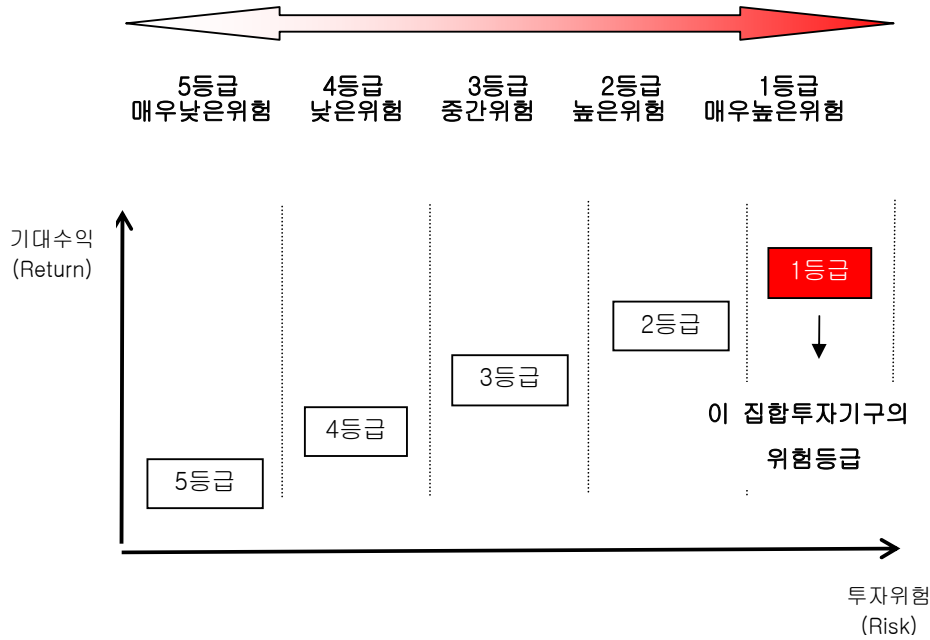 5등급 4등급 3등급 2등급 1등급
매우낮은위험 낮은위험 중간위험 높은위험 매우높은위험
기대수익
(Return)
1등급
2등급
3등급
이 집합투자기구의
4등급
위험등급
5등급
투자위험
(Risk)